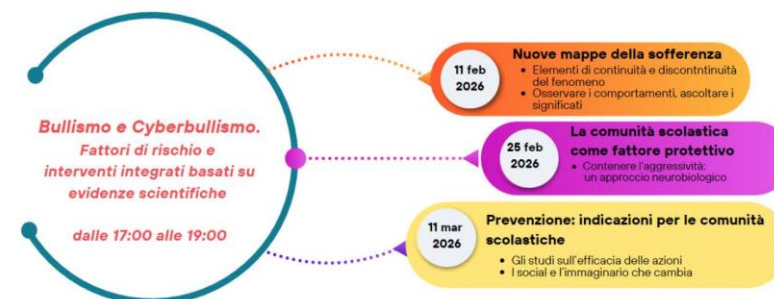 Bullismo e Cyberbullismo.
Fattori di rischio e
interventi integrati basati su
evidenze scientifiche
dalle 17:00 alle 19:00
11 feb
2026
Nuove mappe della sofferenza
• Elementi di continuità e discontntinuità
del fenomeno
• Osservare i comportamenti, ascoltare i
significati
25 feb
2026
La comunità scolastica
come fattore protettivo
• Contenere l'aggressività:
un approccio neurobiologico
11 mar
2026
Prevenzione: indicazioni per le comunità
scolastiche
• Gli studi sull'efficacia delle azioni
• I social e l'immaginario che cambia